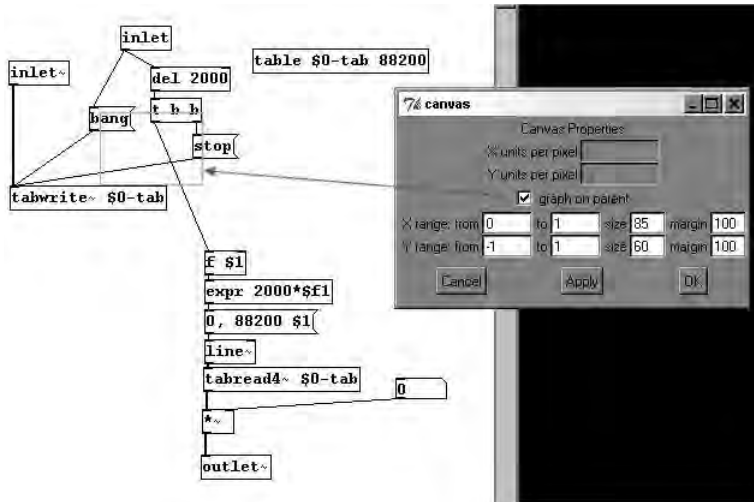 inlet
inlet~
del 2000
table $0-tab 88200
bang
t b b
stop
tabwrite~ $0-tab
f $1
expr 2000*$f1
0, 88200 $1
line~
tabread4~ $0-tab
0
*~
outlet~
canvas
Canvas Properties
X units per pixel
Y units per pixel
graph on parent
X range: from 0 to 1 size 85 margin 100
Y range: from -1 to 1 size 60 margin 100
Cancel Apply OK